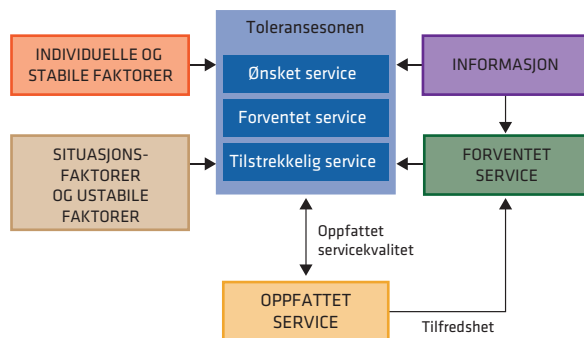 Toleransesonen
INDIVIDUELLE OG
STABILE FAKTORER
Ønsket service
INFORMASJON
Forventet service
SITUASJONS-
FAKTORER
OG USTABILE
FAKTORER
Tilstrekkelig service
FORVENTET
SERVICE
Oppfattet
servicekvalitet
OPPFATTET
SERVICE
Tilfredshet